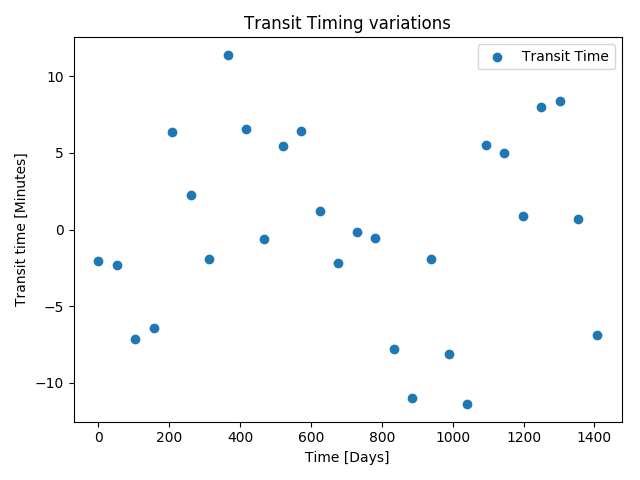 Transit Timing variations
Transit Time
Transit time [Minutes]
10
5
0
−5
−10
0 200 400 600 800 1000 1200 1400
Time [Days]